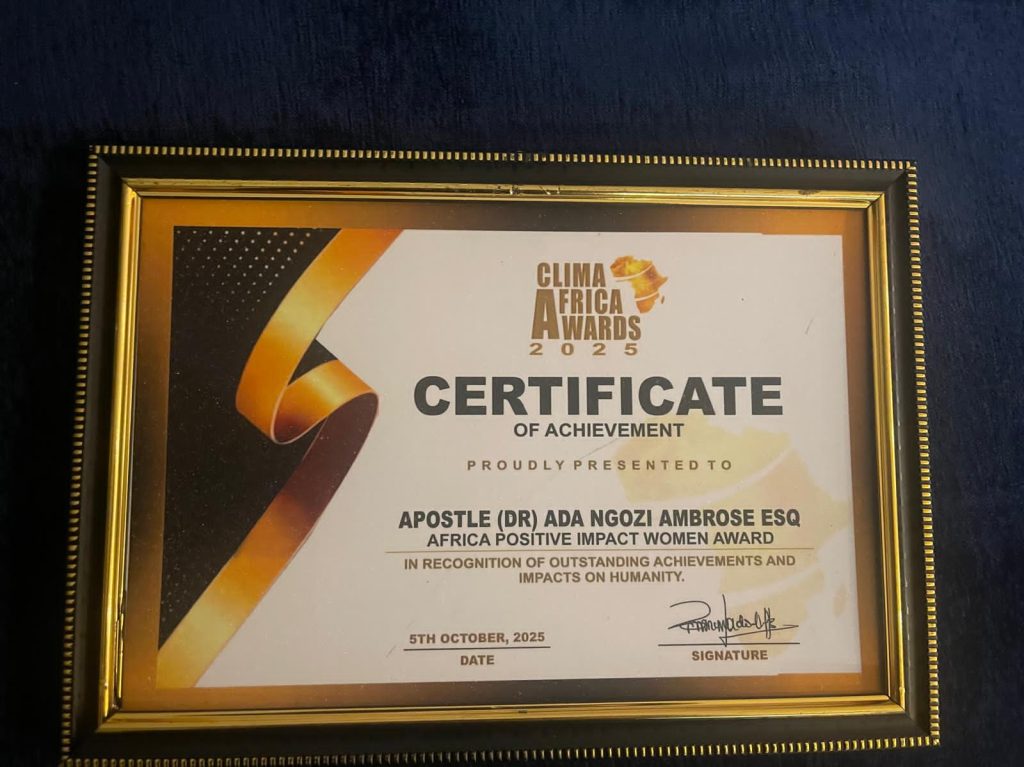 CLIMA
AFRICA
AWARDS
2025
CERTIFICATE
OF ACHIEVEMENT
PROUDLY PRESENTED TO
APOSTLE (DR) ADA NGOZI AMBROSE ESQ
AFRICA POSITIVE IMPACT WOMEN AWARD
IN RECOGNITION OF OUTSTANDING ACHIEVEMENTS AND
IMPACTS ON HUMANITY.
5TH OCTOBER, 2025
DATE
SIGNATURE